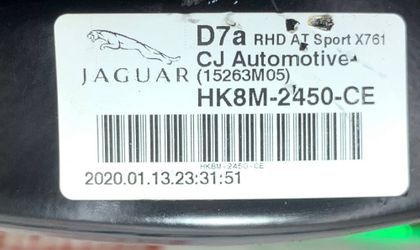 D7a RHD AT Sport X761
CJ Automotive
JAGUAR (15263M05)
HK8M-2450-CE
HK8M-2450-CE
2020.01.13.23:31:51